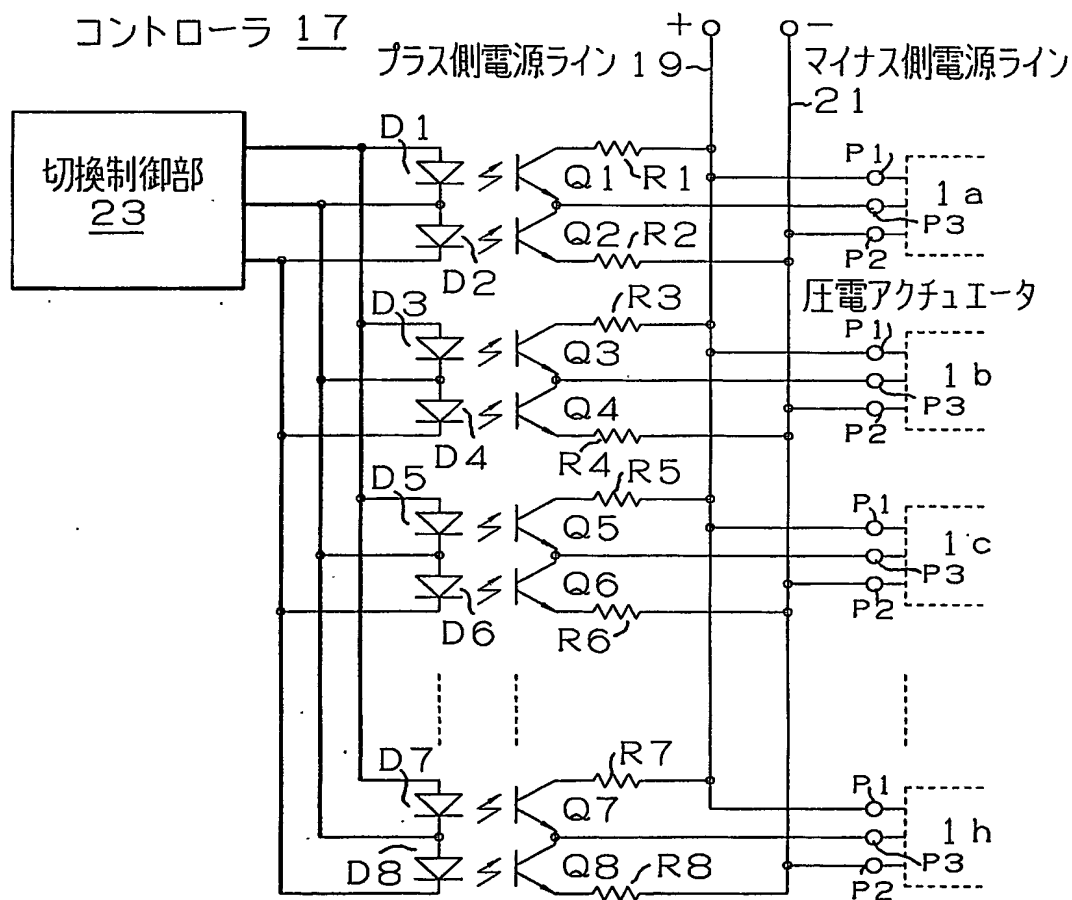 コントローラ 17
+ −
プラス側電源ライン 19
マイナス側電源ライン
21
切換制御部
23
D1
Q1
R1
P1
1a
P3
D2
Q2
R2
P2
圧電アクチュエータ
D3
Q3
R3
P1
1b
P3
D4
Q4
R4
P2
D5
Q5
R5
P1
1c
P3
D6
Q6
R6
P2
D7
Q7
R7
P1
1h
P3
D8
Q8
R8
P2